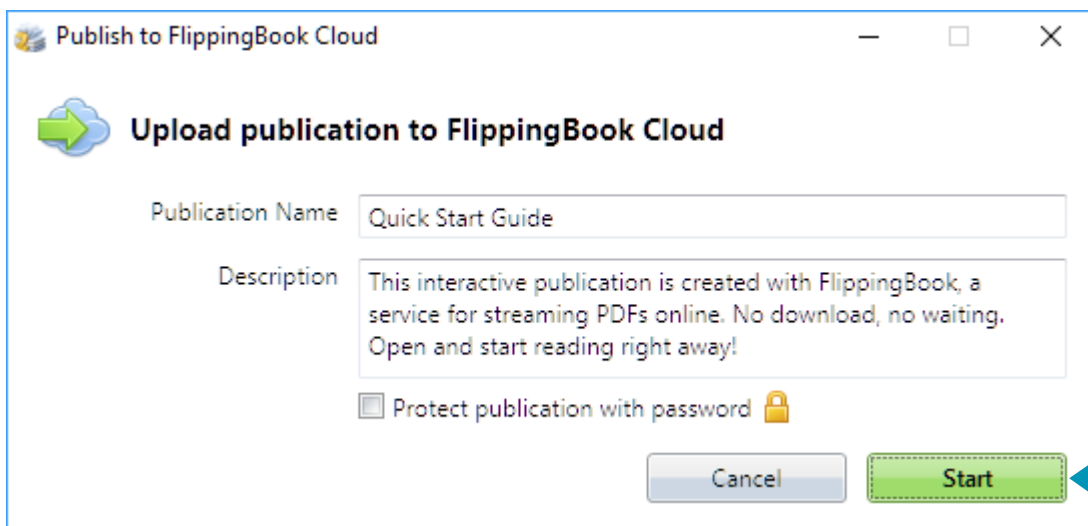 Publish to FlippingBook Cloud
Upload publication to FlippingBook Cloud
Publication Name
Quick Start Guide
Description
This interactive publication is created with FlippingBook, a
service for streaming PDFs online. No download, no waiting.
Open and start reading right away!
Protect publication with password
Cancel
Start